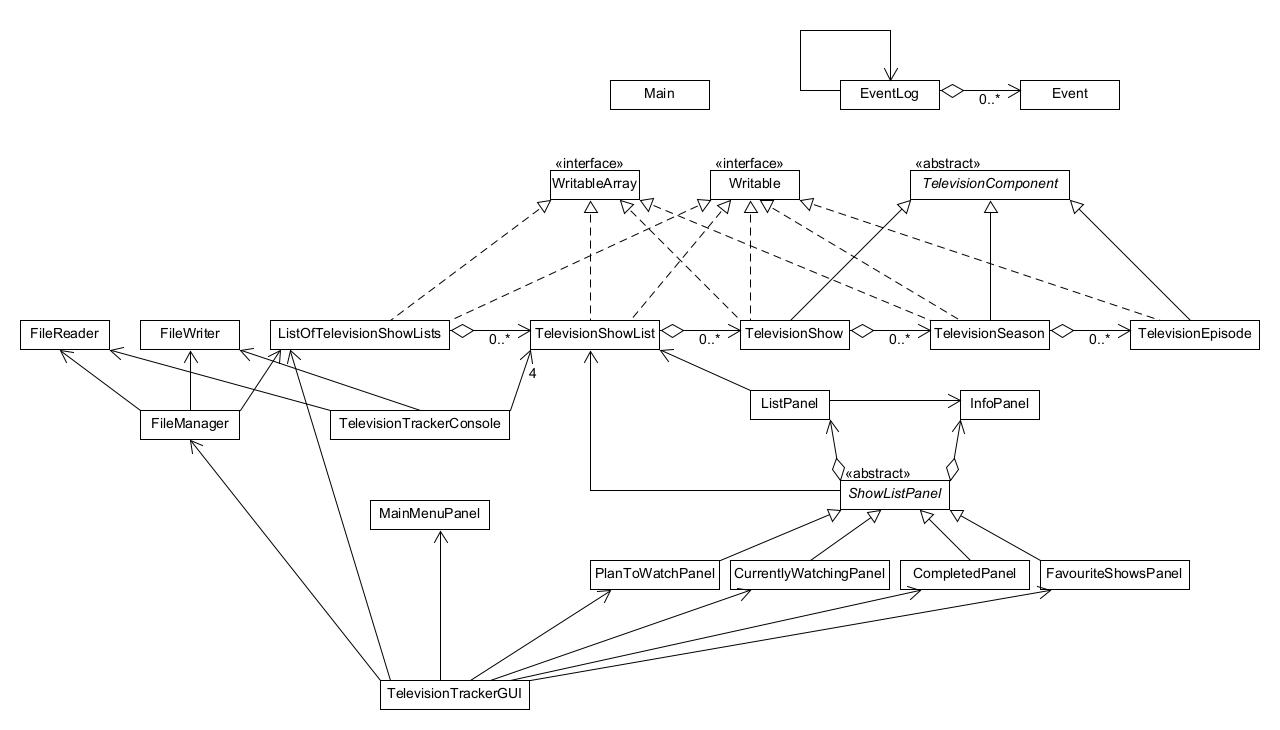 Main
EventLog
0..*
Event
«interface»
WritableArray
«interface»
Writable
«abstract»
TelevisionComponent
FileReader
FileWriter
ListOfTelevisionShowLists
0..*
TelevisionShowList
0..*
TelevisionShow
0..*
TelevisionSeason
0..*
TelevisionEpisode
4
FileManager
TelevisionTrackerConsole
ListPanel
InfoPanel
«abstract»
ShowListPanel
MainMenuPanel
PlanToWatchPanel
CurrentlyWatchingPanel
CompletedPanel
FavouriteShowsPanel
TelevisionTrackerGUI